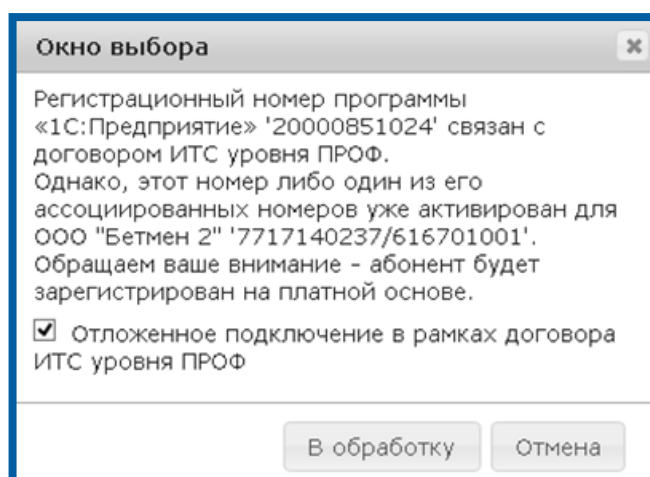 Окно выбора
Регистрационный номер программы
«1С:Предприятие» '20000851024' связан с
договором ИТС уровня ПРОФ.
Однако, этот номер либо один из его
ассоциированных номеров уже активирован для
ООО "Бетмен 2" '7717140237/616701001'.
Обращаем ваше внимание – абонент будет
зарегистрирован на платной основе.
Отложенное подключение в рамках договора
ИТС уровня ПРОФ
В обработку Отмена